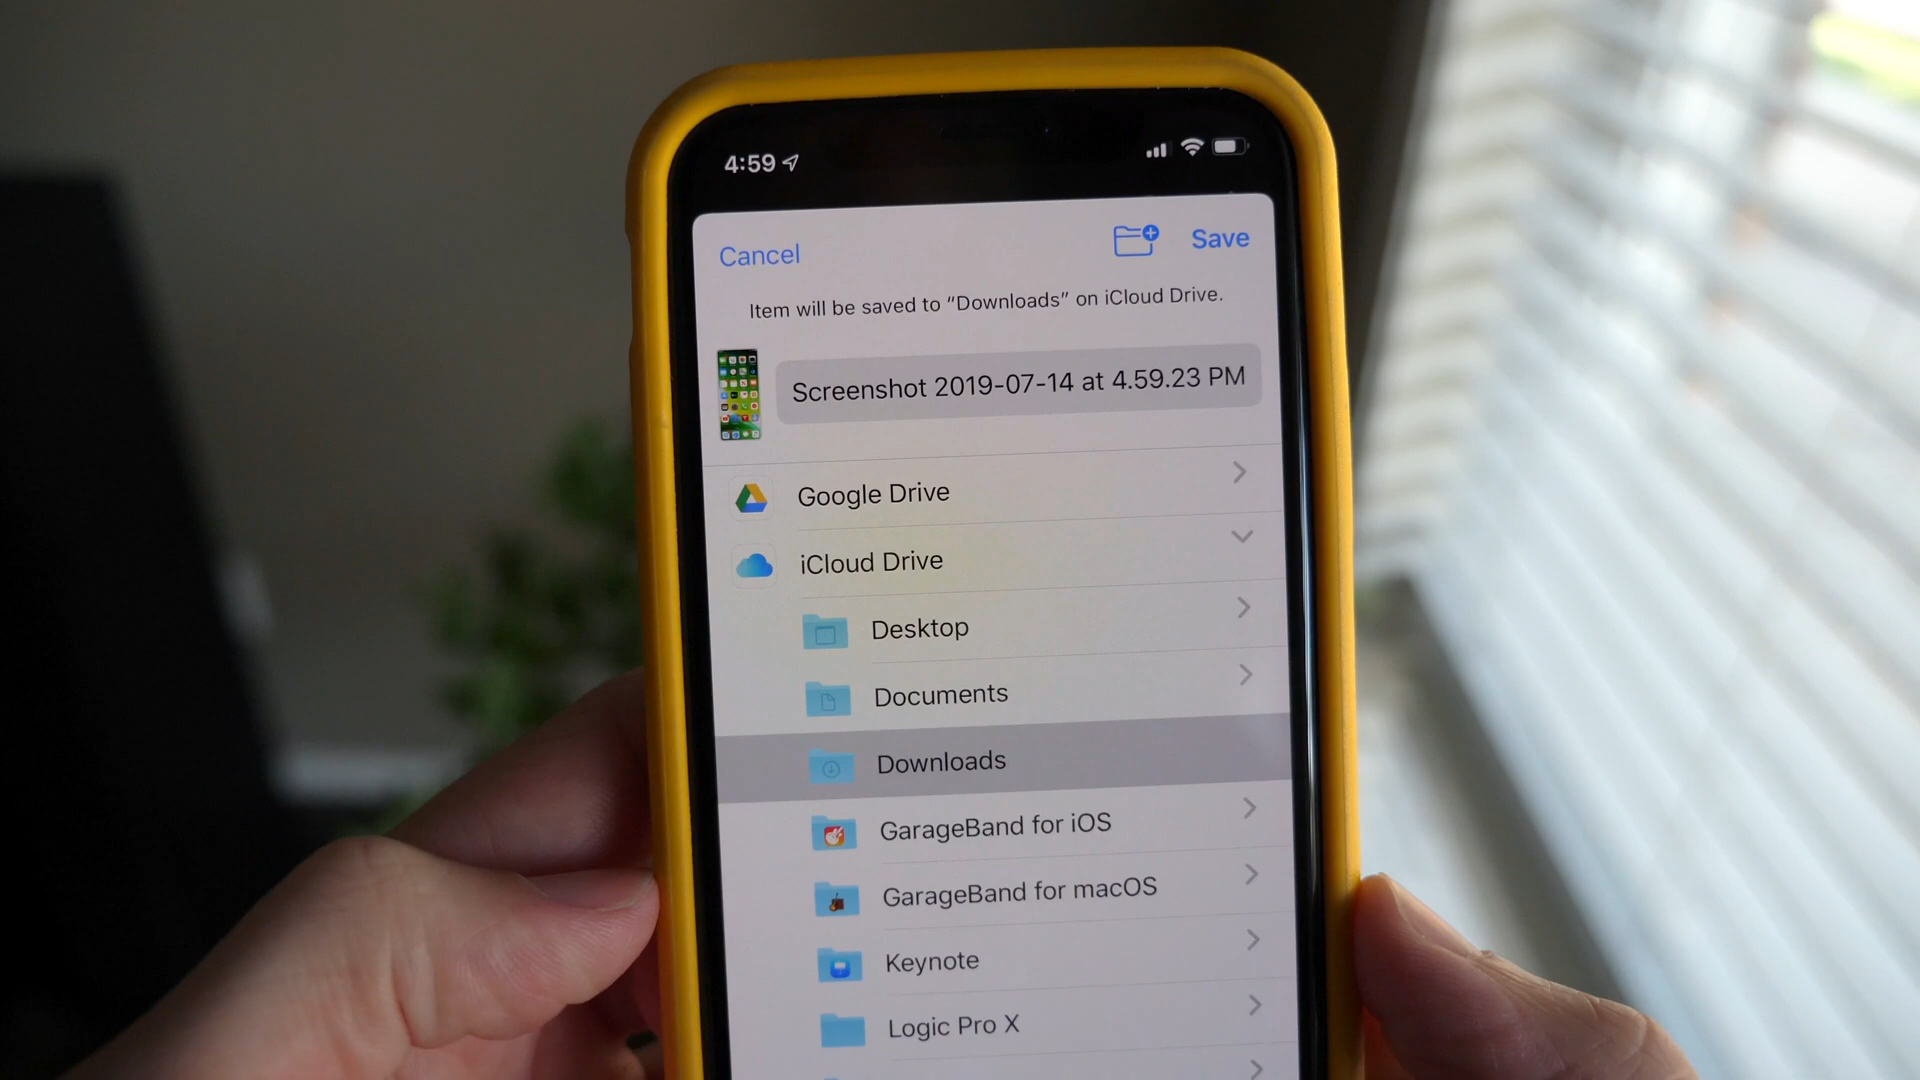 4:59
Cancel Save
Item will be saved to “Downloads” on iCloud Drive.
Screenshot 2019-07-14 at 4.59.23 PM
Google Drive
iCloud Drive
Desktop
Documents
Downloads
GarageBand for iOS
GarageBand for macOS
Keynote
Logic Pro X